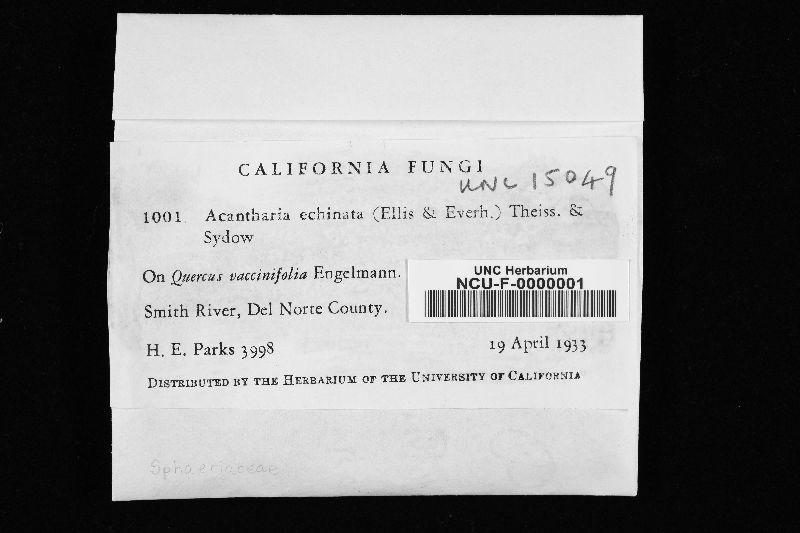 CALIFORNIA FUNGI
UNC 15049
1001. Acantharia echinata (Ellis & Everh.) Theiss. &
Sydow
On Quercus vaccinifolia Engelmann.
UNC Herbarium
NCU-F-0000001
Smith River, Del Norte County.
H. E. Parks 3998
19 April 1933
DISTRIBUTED BY THE HERBARIUM OF THE UNIVERSITY OF CALIFORNIA
Sphaeriaceae